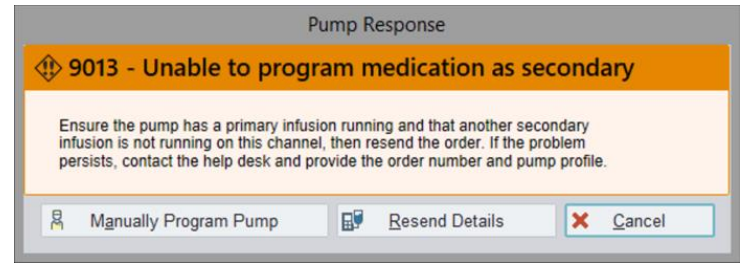 Pump Response
9013 - Unable to program medication as secondary
Ensure the pump has a primary infusion running and that another secondary
infusion is not running on this channel, then resend the order. If the problem
persists, contact the help desk and provide the order number and pump profile.
Manually Program Pump Resend Details Cancel